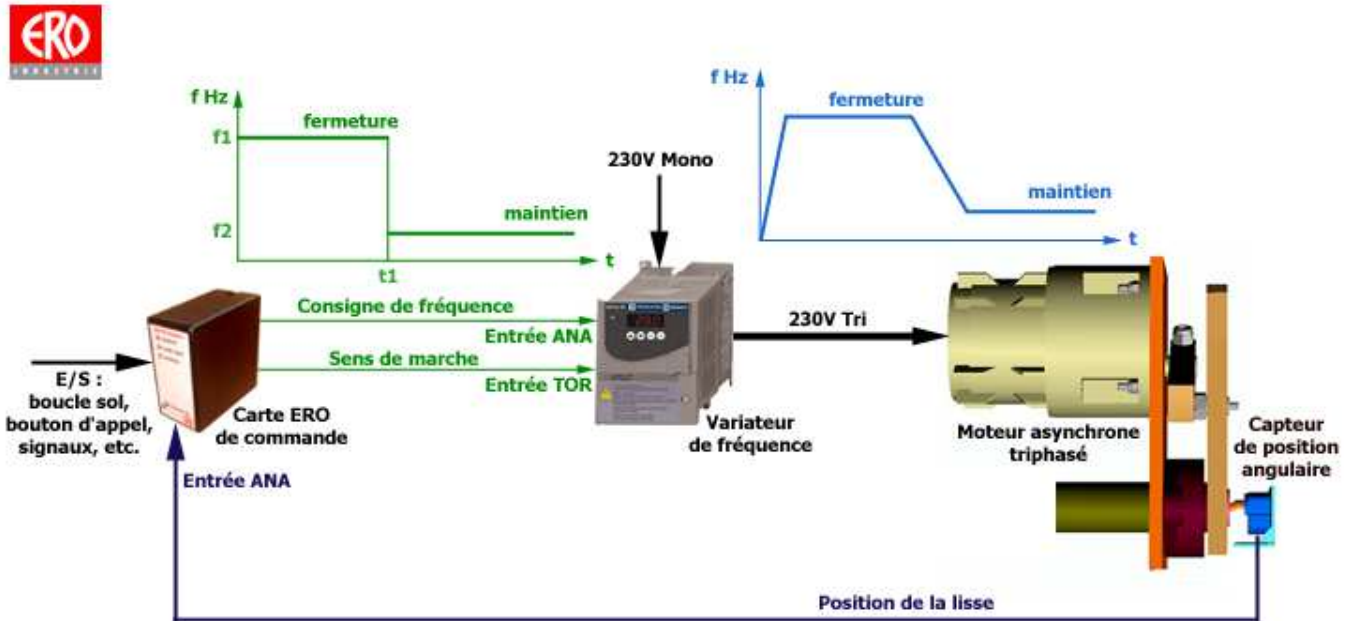 ERO
INDUSTRIE
f Hz
f1
fermeture
f2
maintien
t1
t
230V Mono
f Hz
fermeture
maintien
t
Consigne de fréquence
Entrée ANA
Sens de marche
Entrée TOR
230V Tri
E/S :
boucle sol,
bouton d'appel,
signaux, etc.
Carte ERO
de commande
Variateur
de fréquence
Moteur asynchrone
triphasé
Capteur
de position
angulaire
Entrée ANA
Position de la lisse